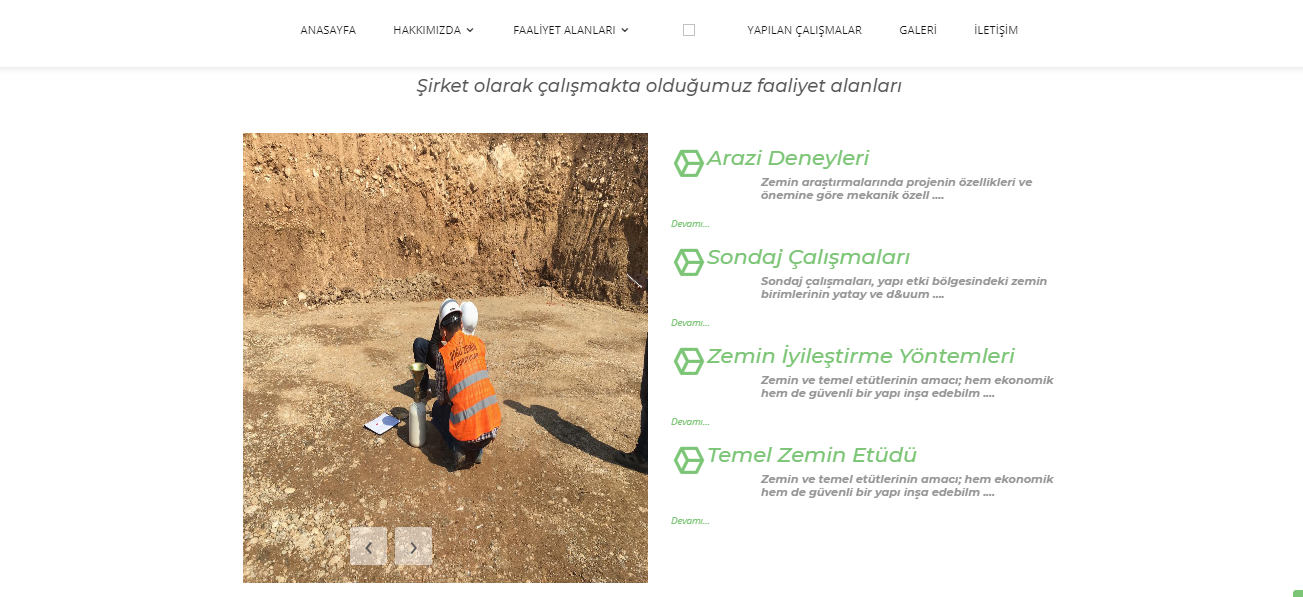 ANASAYFA HAKKIMIZDA FAALİYET ALANLARI YAPILAN ÇALIŞMALAR GALERİ İLETİŞİM
Şirket olarak çalışmakta olduğumuz faaliyet alanları
Arazi Deneyleri
Zemin araştırmalarında projenin özellikleri ve
önemine göre mekanik özell ....
Devamı...
Sondaj Çalışmaları
Sondaj çalışmaları, yapı etki bölgesindeki zemin
birimlerinin yatay ve d&uum ....
Devamı...
Zemin İyileştirme Yöntemleri
Zemin ve temel etütlerinin amacı; hem ekonomik
hem de güvenli bir yapı inşa edebilm ....
Devamı...
Temel Zemin Etüdü
Zemin ve temel etütlerinin amacı; hem ekonomik
hem de güvenli bir yapı inşa edebilm ....
Devamı...